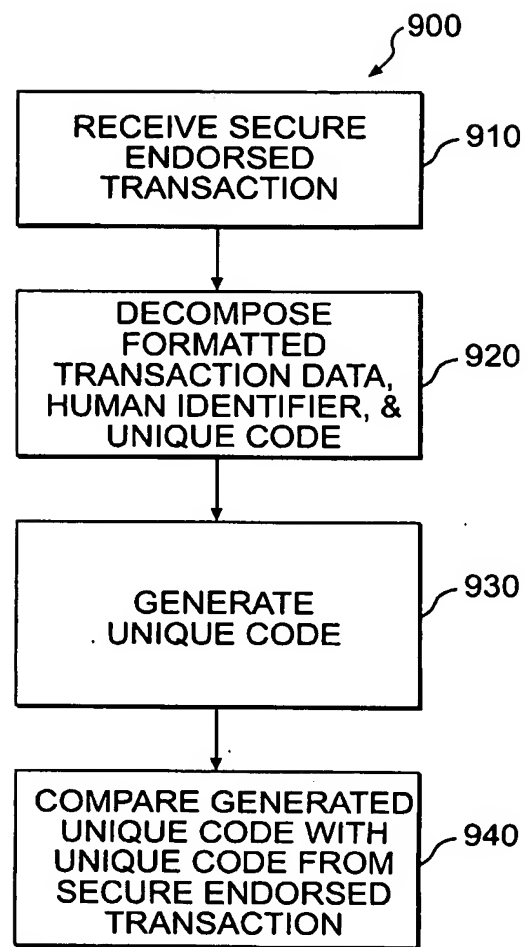 900
RECEIVE SECURE
ENDORSED
TRANSACTION
910
DECOMPOSE
FORMATTED
TRANSACTION DATA,
HUMAN IDENTIFIER, &
UNIQUE CODE
920
GENERATE
UNIQUE CODE
930
COMPARE GENERATED
UNIQUE CODE WITH
UNIQUE CODE FROM
SECURE ENDORSED
TRANSACTION
940